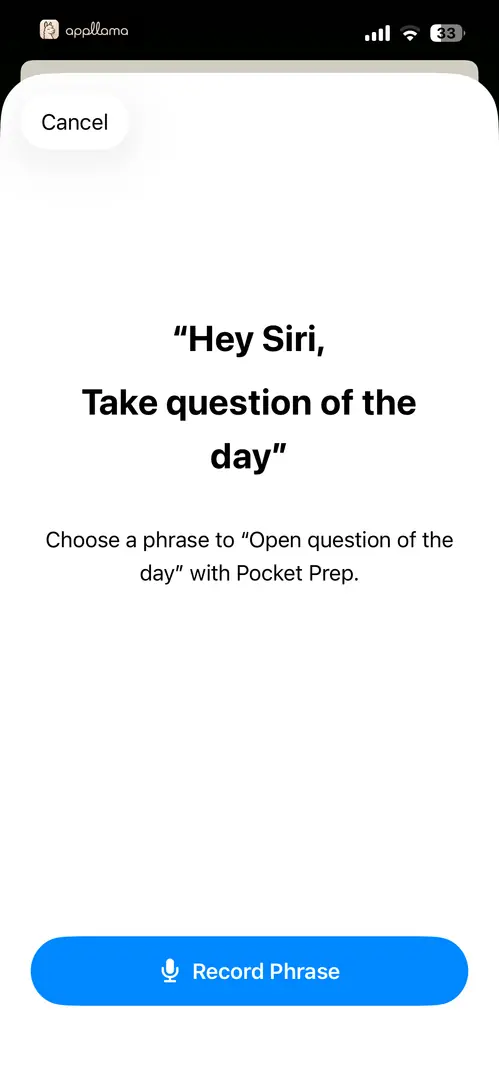 appllama
33
Cancel
“Hey Siri,
Take question of the
day”
Choose a phrase to “Open question of the
day” with Pocket Prep.
Record Phrase